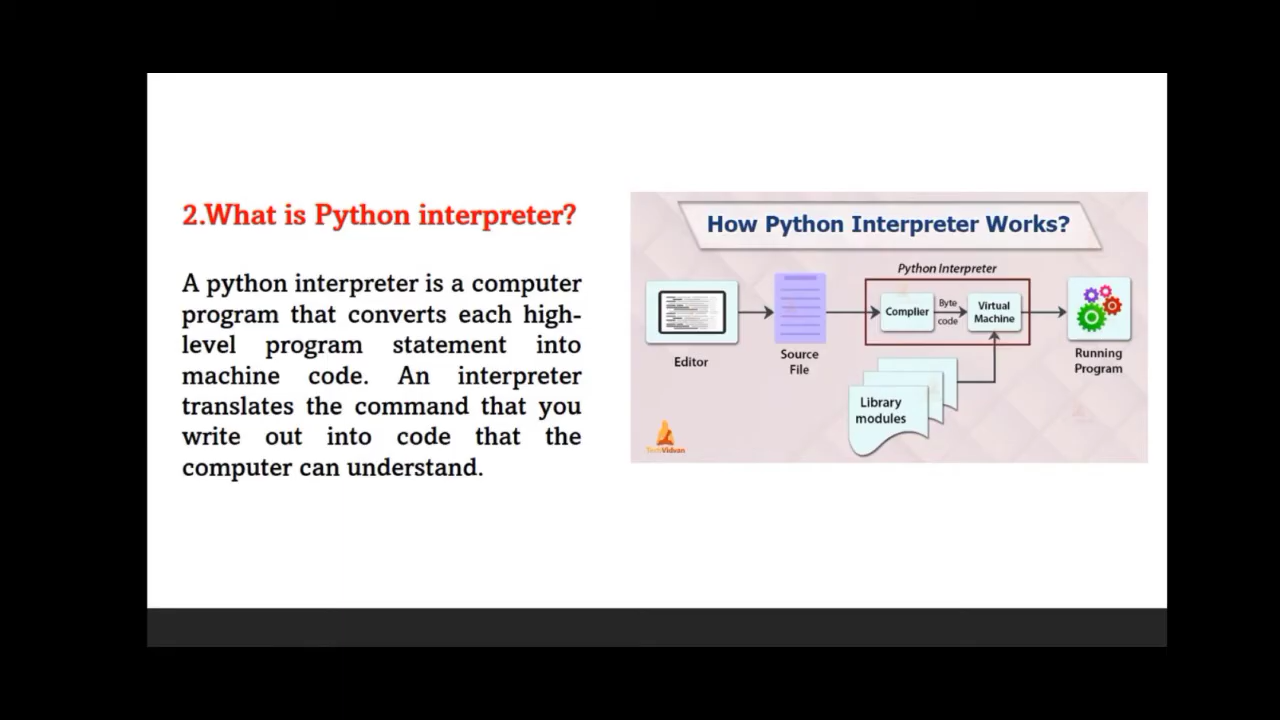 2.What is Python interpreter?
A python interpreter is a computer
program that converts each high-
level program statement into
machine code. An interpreter
translates the command that you
write out into code that the
computer can understand.
How Python Interpreter Works?
Python Interpreter
Complier
Byte
code
Virtual
Machine
Editor
Source
File
Running
Program
Library
modules
TechVidvan